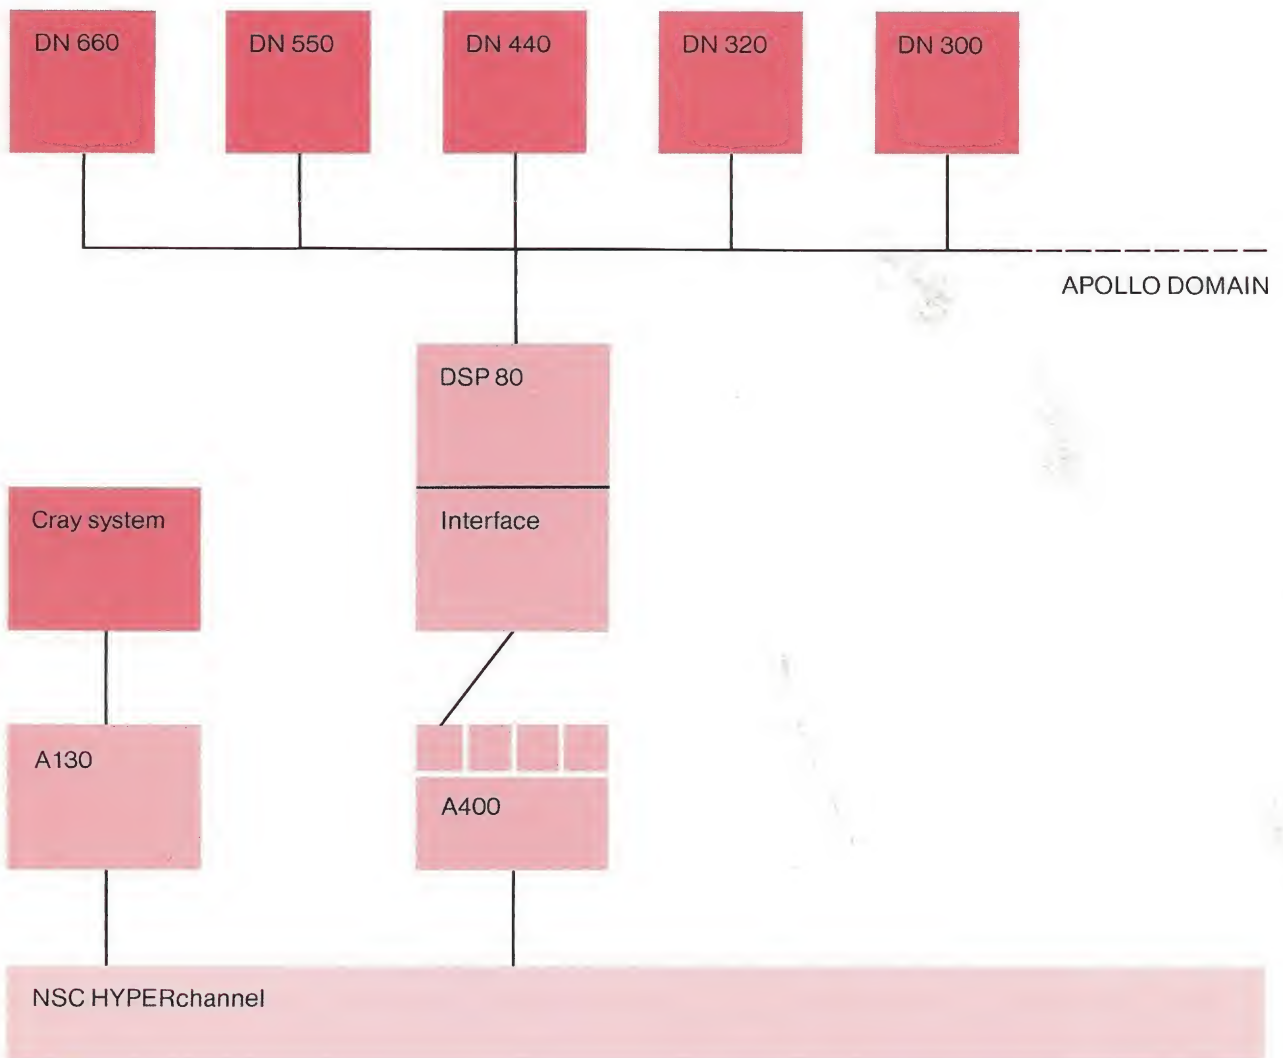 DN 660
DN 550
DN 440
DN 320
DN 300
APOLLO DOMAIN
DSP 80
Interface
Cray system
A130
A400
NSC HYPERchannel